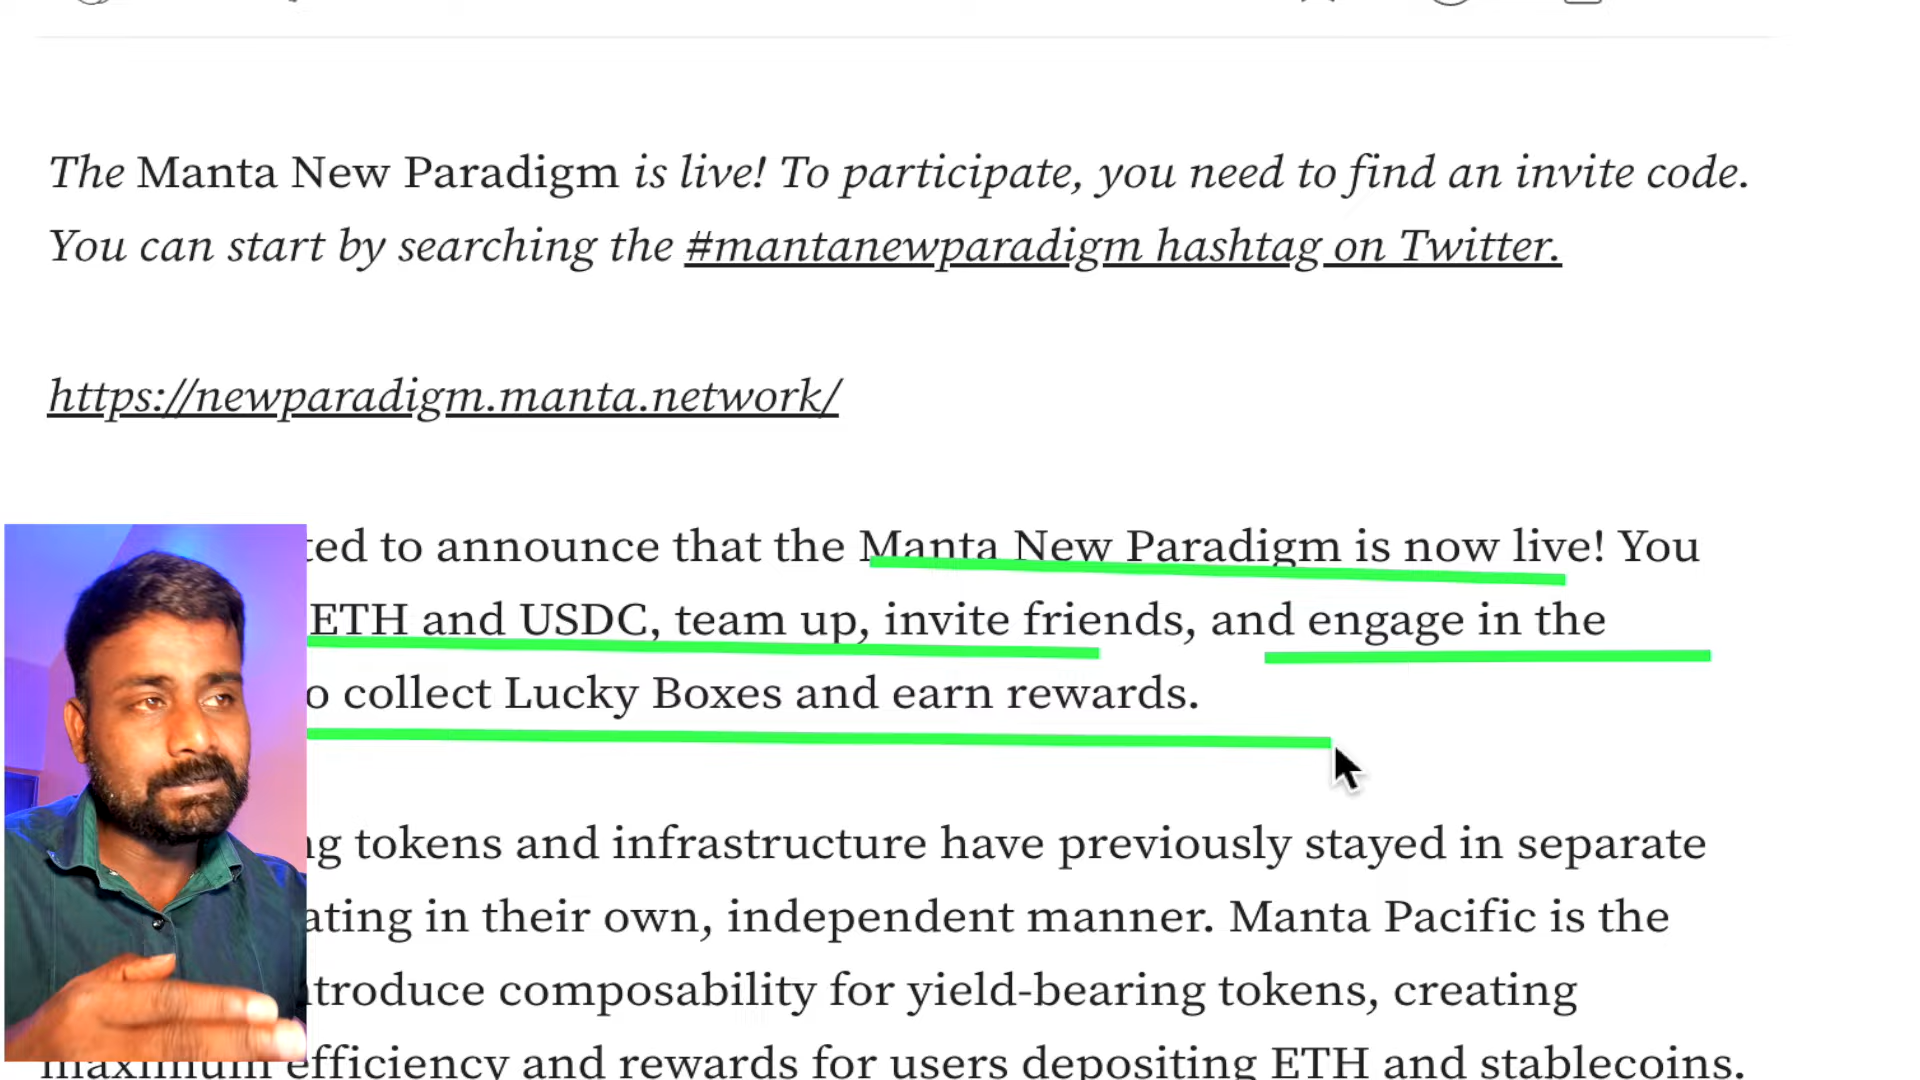 The Manta New Paradigm is live! To participate, you need to find an invite code.
You can start by searching the #mantanewparadigm hashtag on Twitter.
https://newparadigm.manta.network/
to announce that the Manta New Paradigm is now live! You
ETH and USDC, team up, invite friends, and engage in the
collect Lucky Boxes and earn rewards.
tokens and infrastructure have previously stayed in separate
in their own, independent manner. Manta Pacific is the
composability for yield-bearing tokens, creating
maximum efficiency and rewards for users depositing ETH and stablecoins.